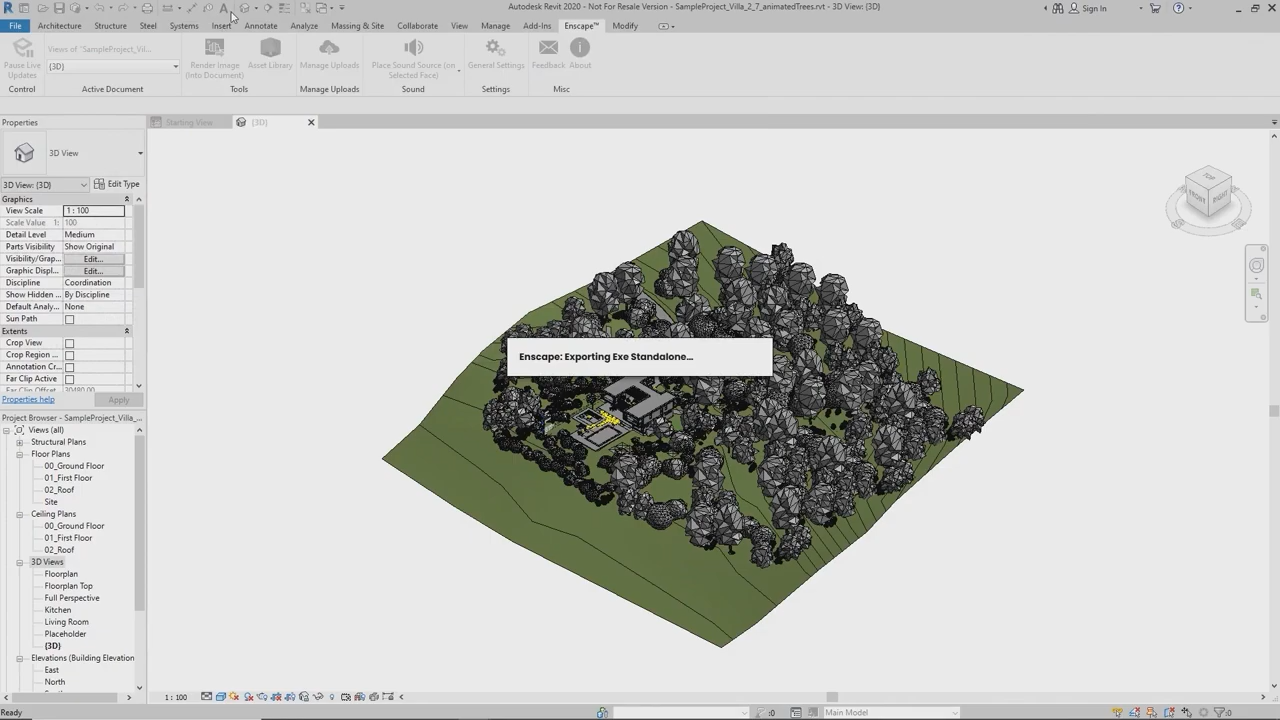 Autodesk Revit 2020 - Not For Resale Version - SampleProject_Villa_2_7_animatedTrees.rvt - 3D View: {3D}
Sign In
File Architecture Structure Steel Systems Insert Annotate Analyze Massing & Site Collaborate View Manage Add-Ins Enscape™ Modify
Pause Live
Updates
Views of "SampleProject_Vil...
{3D}
Render Image
(Into Document)
Asset Library
Manage Uploads
Place Sound Source (on
Selected Face)
General Settings
Feedback
About
Control Active Document Tools Manage Uploads Sound Settings Misc
Properties
Starting View
{3D}
3D View
3D View: {3D}
Edit Type
Graphics
View Scale 1 : 100
Scale Value 1: 100
Detail Level Medium
Parts Visibility Show Original
Visibility/Grap... Edit...
Graphic Displ... Edit...
Discipline Coordination
Show Hidden ... By Discipline
Default Analy... None
Sun Path
Extents
Crop View
Crop Region ...
Annotation Cr...
Far Clip Active
Far Clip Offset 30480.00
Properties help
Apply
Project Browser - SampleProject_Villa_...
Views (all)
Structural Plans
Floor Plans
00_Ground Floor
01_First Floor
02_Roof
Site
Ceiling Plans
00_Ground Floor
01_First Floor
02_Roof
3D Views
Floorplan
Floorplan Top
Full Perspective
Kitchen
Living Room
Placeholder
{3D}
Elevations (Building Elevation
East
North
TOP
FRONT
RIGHT
Enscape: Exporting Exe Standalone...
1 : 100
Ready
:0
Main Model
:0